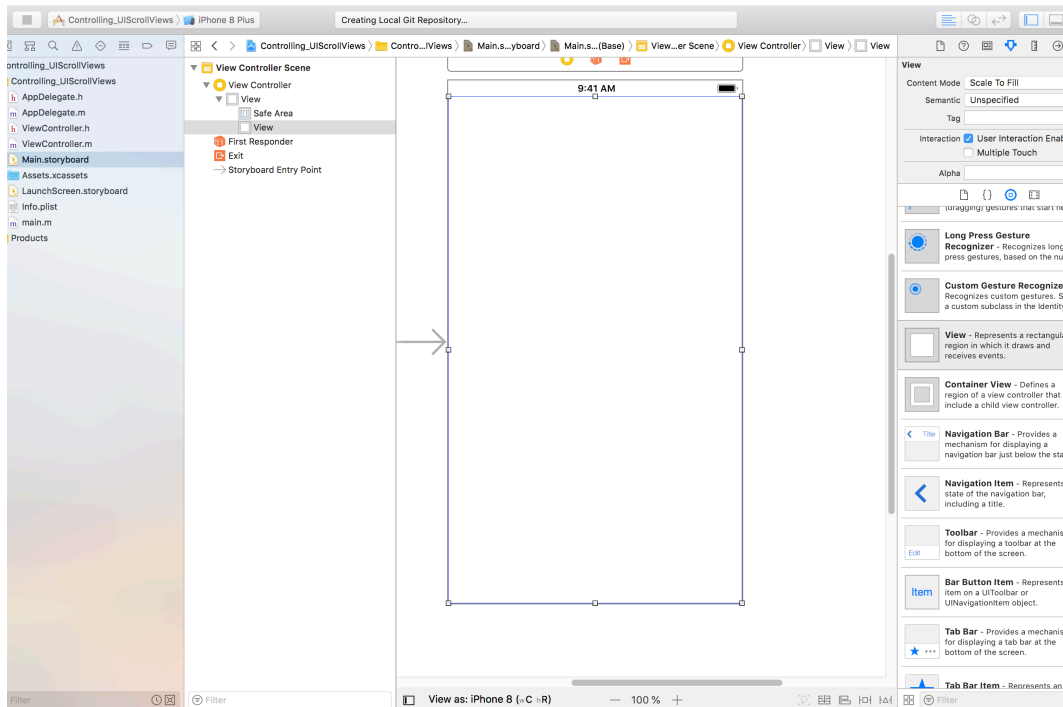 Controlling_UIScrollViews
iPhone 8 Plus
Creating Local Git Repository...
Controlling_UIScrollViews
Contro...lViews
Main.s...yboard
Main.s...(Base)
View...er Scene
View Controller
View
View
ontrolling_UIScrollViews
Controlling_UIScrollViews
AppDelegate.h
AppDelegate.m
ViewController.h
ViewController.m
Main.storyboard
Assets.xcassets
LaunchScreen.storyboard
Info.plist
main.m
Products
Filter
View Controller Scene
View Controller
View
Safe Area
View
First Responder
Exit
Storyboard Entry Point
Filter
9:41 AM
View as: iPhone 8 (wC hR)
100 %
View
Content Mode Scale To Fill
Semantic Unspecified
Tag
Interaction User Interaction Enab
Multiple Touch
Alpha
(dragging) gestures that start
Long Press Gesture
Recognizer - Recognizes long
press gestures, based on the nu
Custom Gesture Recognize
Recognizes custom gestures. S
a custom subclass in the Identity
View - Represents a rectangula
region in which it draws and
receives events.
Container View - Defines a
region of a view controller that
include a child view controller.
Title
Navigation Bar - Provides a
mechanism for displaying a
navigation bar just below the sta
Navigation Item - Represents
state of the navigation bar,
including a title.
Edit
Toolbar - Provides a mechanis
for displaying a toolbar at the
bottom of the screen.
Item
Bar Button Item - Represents
item on a UIToolbar or
UINavigationItem object.
Tab Bar - Provides a mechanis
for displaying a tab bar at the
bottom of the screen.
Tab Bar Item - Represents an
Filter